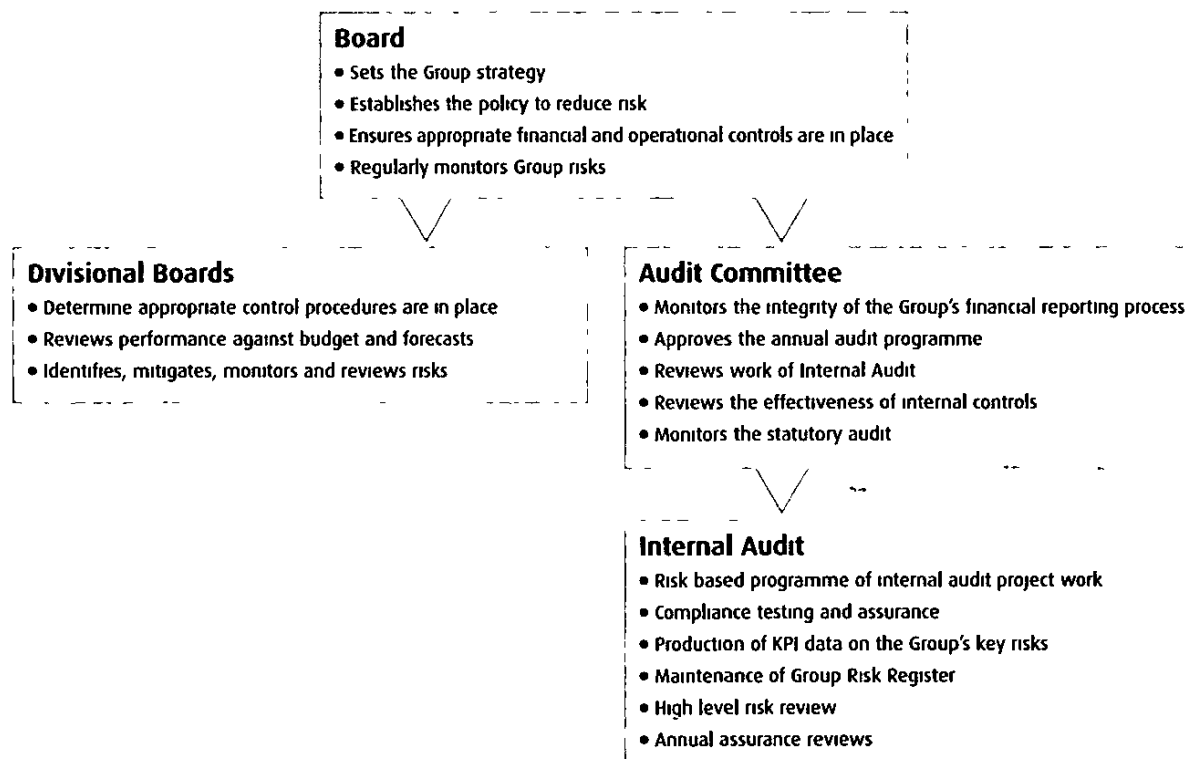 Board
• Sets the Group strategy
• Establishes the policy to reduce risk
• Ensures appropriate financial and operational controls are in place
• Regularly monitors Group risks
Divisional Boards
• Determine appropriate control procedures are in place
• Reviews performance against budget and forecasts
• Identifies, mitigates, monitors and reviews risks
Audit Committee
• Monitors the integrity of the Group's financial reporting process
• Approves the annual audit programme
• Reviews work of Internal Audit
• Reviews the effectiveness of internal controls
• Monitors the statutory audit
Internal Audit
• Risk based programme of internal audit project work
• Compliance testing and assurance
• Production of KPI data on the Group's key risks
• Maintenance of Group Risk Register
• High level risk review
• Annual assurance reviews